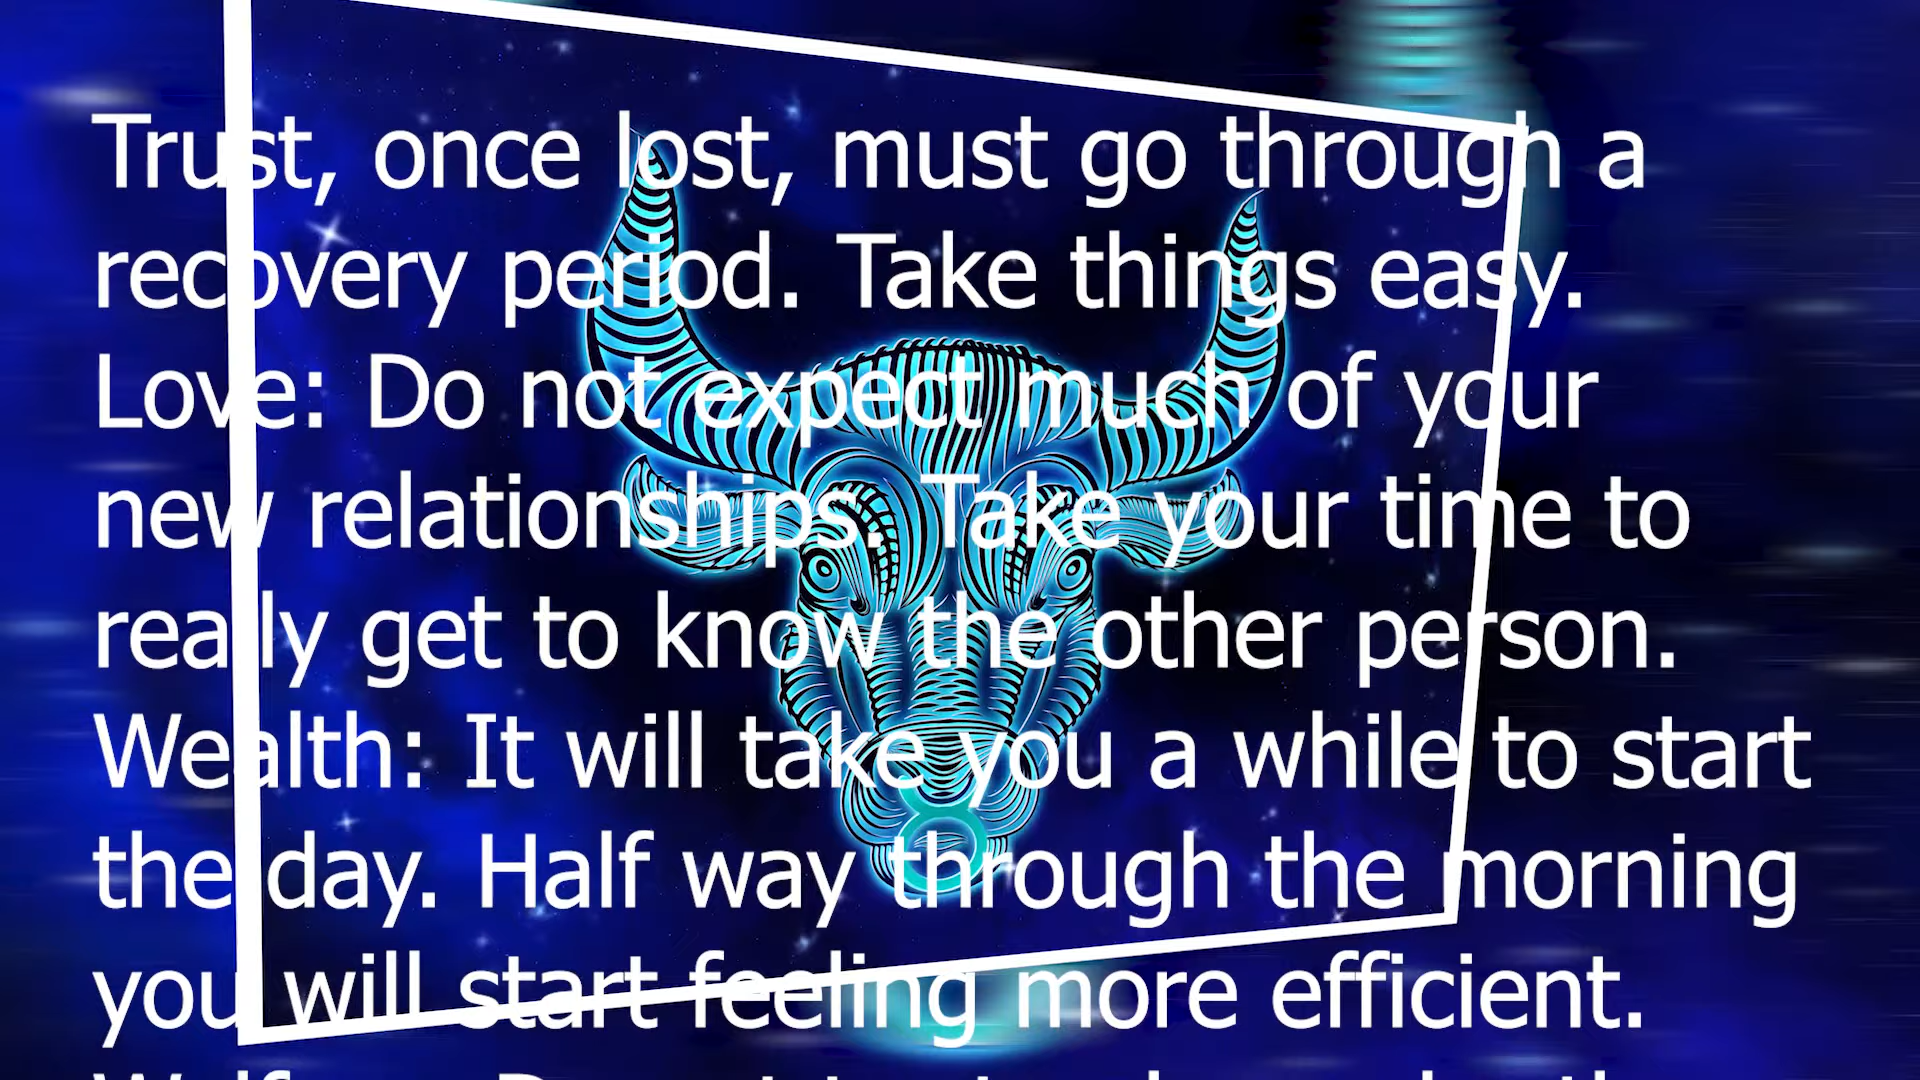 Trust, once lost, must go through a
recovery period. Take things easy.
Love: Do not expect much of your
new relationships. Take your time to
really get to know the other person.
Wealth: It will take you a while to start
the day. Half way through the morning
you will start feeling more efficient.